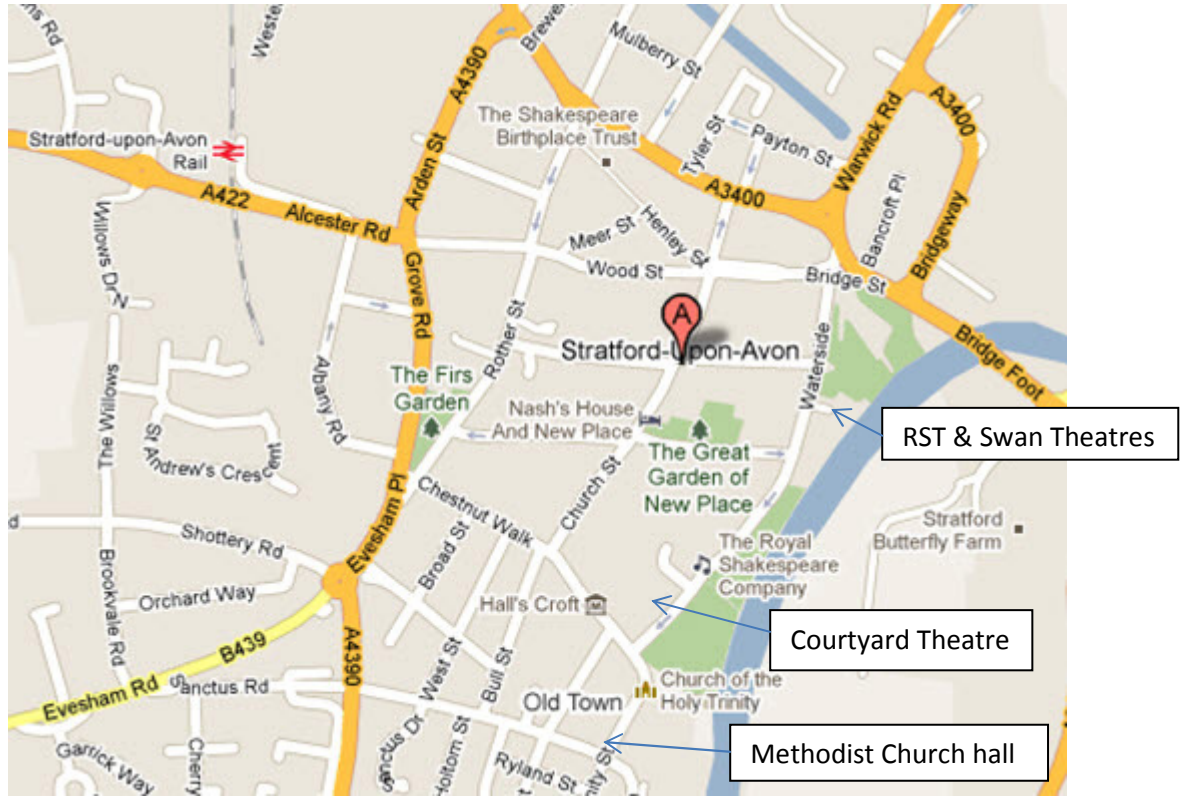 Brewer
Mulberry St
A4390
A3400
The Shakespeare
Birthplace Trust
Stratford-upon-Avon
Rail
Tyler St
Payton St
Warwick Rd
Arden St
A422
Alcester Rd
A3400
Bancroft Pl
Bridgeway
Willows Dr N
Meer St
Henley St
Wood St
Bridge St
Grove Rd
Rother St
A
Stratford-Upon-Avon
Waterside
Bridge Foot
Albany Rd
The Firs
Garden
The Willows
St Andrew's Crescent
Nash's House
And New Place
RST & Swan Theatres
The Great
Garden of
New Place
Church St
Chestnut Walk
Evesham Pl
Shottery Rd
Broad St
Stratford
Butterfly Farm
The Royal
Shakespeare
Company
Brookvale Rd
Orchard Way
Hall's Croft
Courtyard Theatre
B439
A4390
West St
Bull St
Evesham Rd
Sanctus Rd
Old Town
Church of the
Holy Trinity
Sanctus Dr
Holtom St
Methodist Church hall
Garrick Way
Cherry
Ryland St